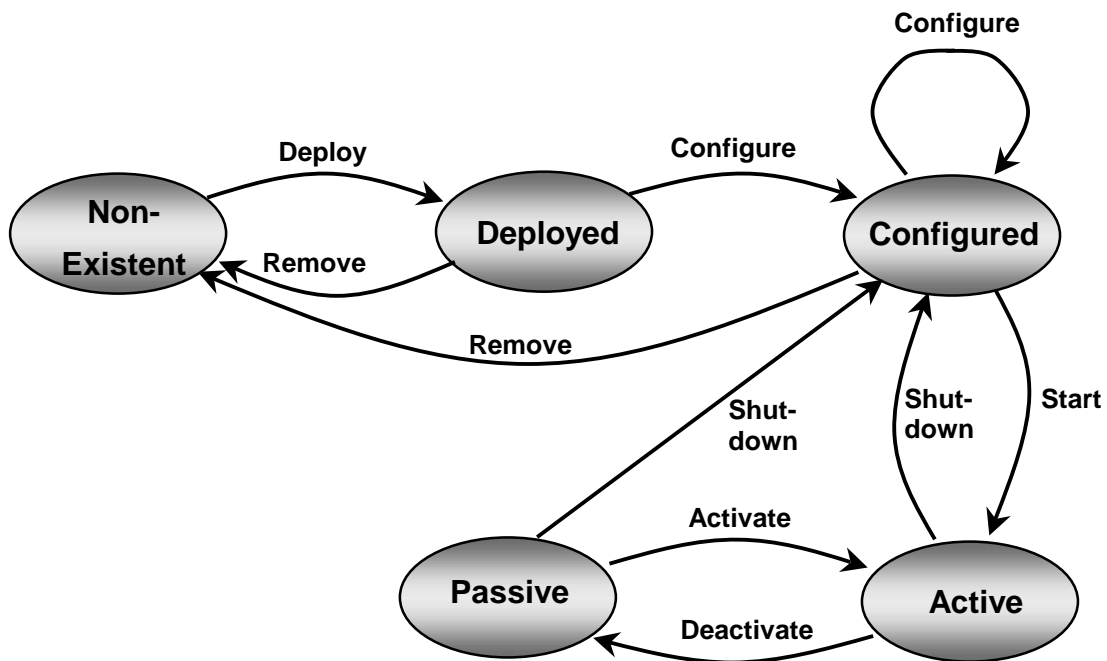 Configure
Deploy
Configure
Non-
Existent
Deployed
Configured
Remove
Remove
Shut-
down
Shut-
down
Start
Activate
Passive
Active
Deactivate